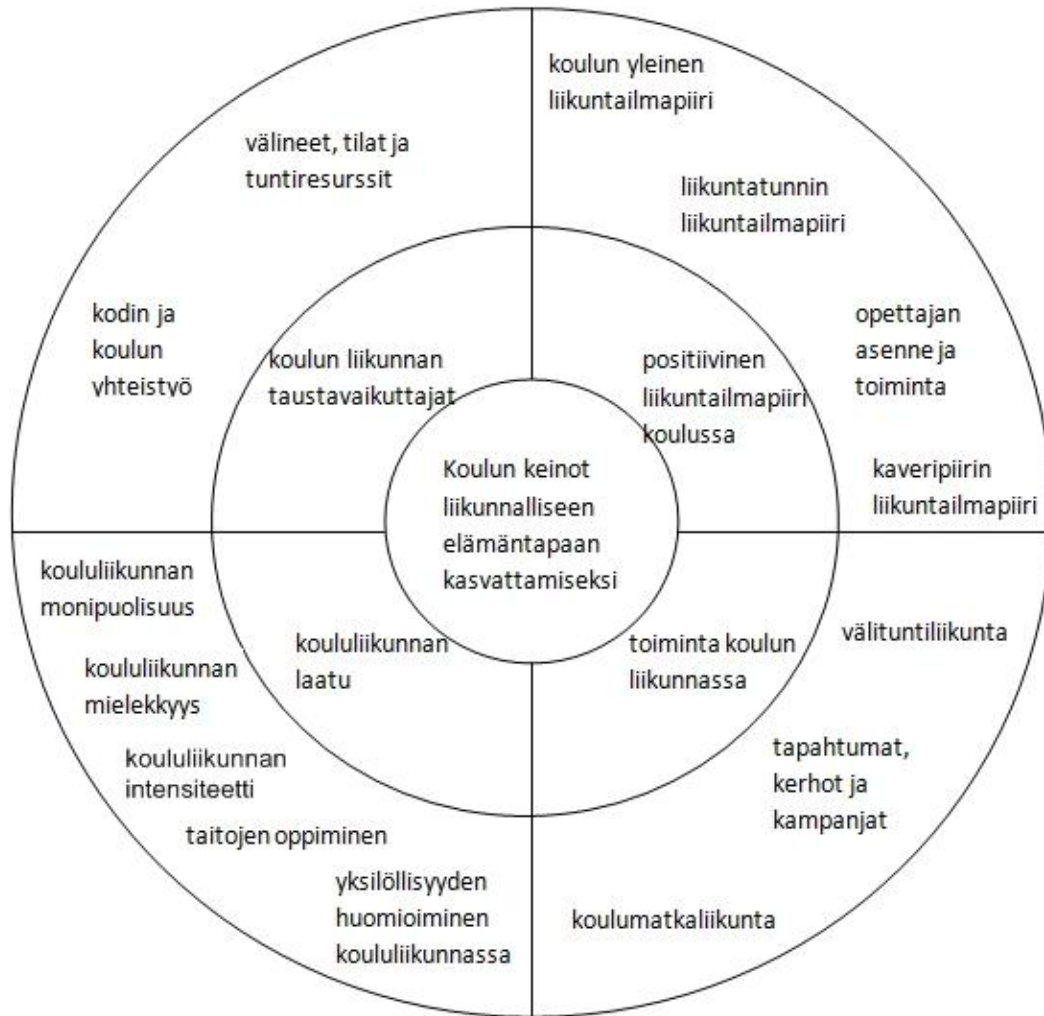 koulun yleinen
liikuntailmapiiri
välineet, tilat ja
tuntiresurssit
liikuntatunnin
liikuntailmapiiri
kodin ja
koulun
yhteistyö
opettajan
asenne ja
toiminta
koulun liikunnan
taustavaikuttajat
positiivinen
liikuntailmapiiri
koulussa
kaveripiirin
liikuntailmapiiri
Koulun keinot
liikunnalliseen
elämäntapaan
kasvattamiseksi
koululiikunnan
monipuolisuus
koululiikunnan
laatu
toiminta koulun
liikunnassa
välituntiliikunta
koululiikunnan
mielekkyys
koululiikunnan
intensiteetti
tapahtumat,
kerhot ja
kampanjat
taitojen oppiminen
yksilöllisyyden
huomioiminen
koululiikunnassa
koulumatkaliikunta